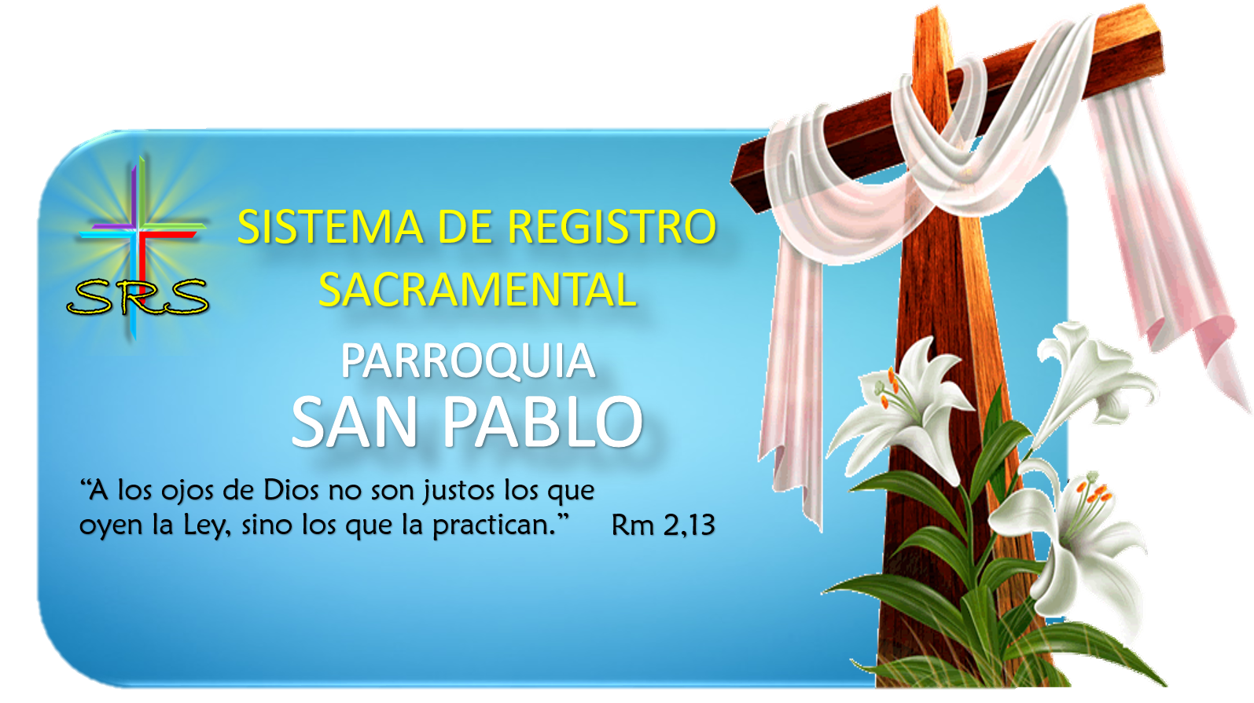 SRS
SISTEMA DE REGISTRO
SACRAMENTAL
PARROQUIA
SAN PABLO
“A los ojos de Dios no son justos los que
oyen la Ley, sino los que la practican.” Rm 2,13